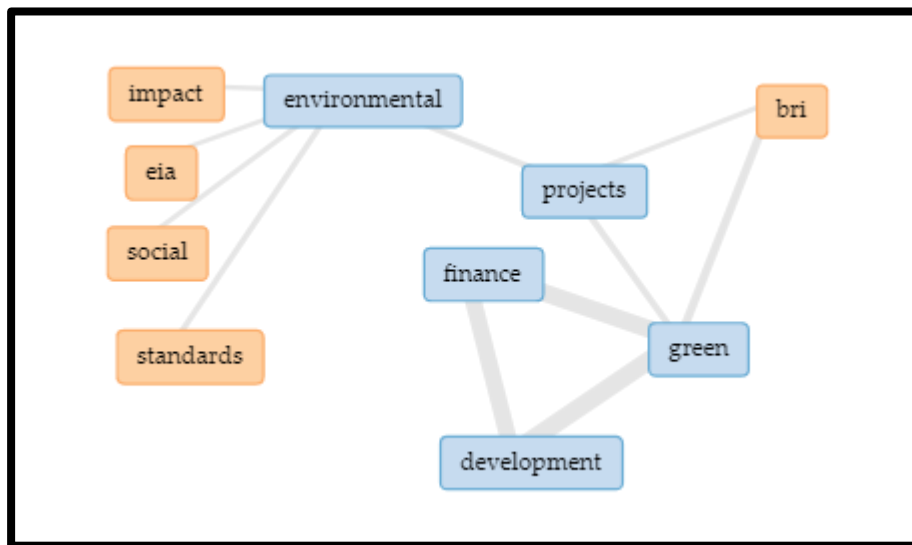 impact
environmental
bri
eia
projects
social
finance
standards
green
development